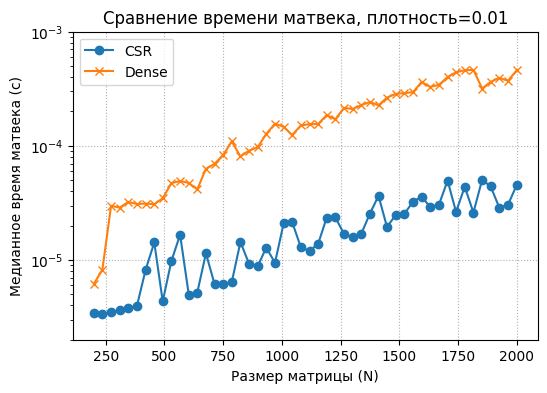 Сравнение времени матвека, плотность=0.01
CSR
Dense
Медианное время матвека (с)
10⁻³
10⁻⁴
10⁻⁵
250 500 750 1000 1250 1500 1750 2000
Размер матрицы (N)